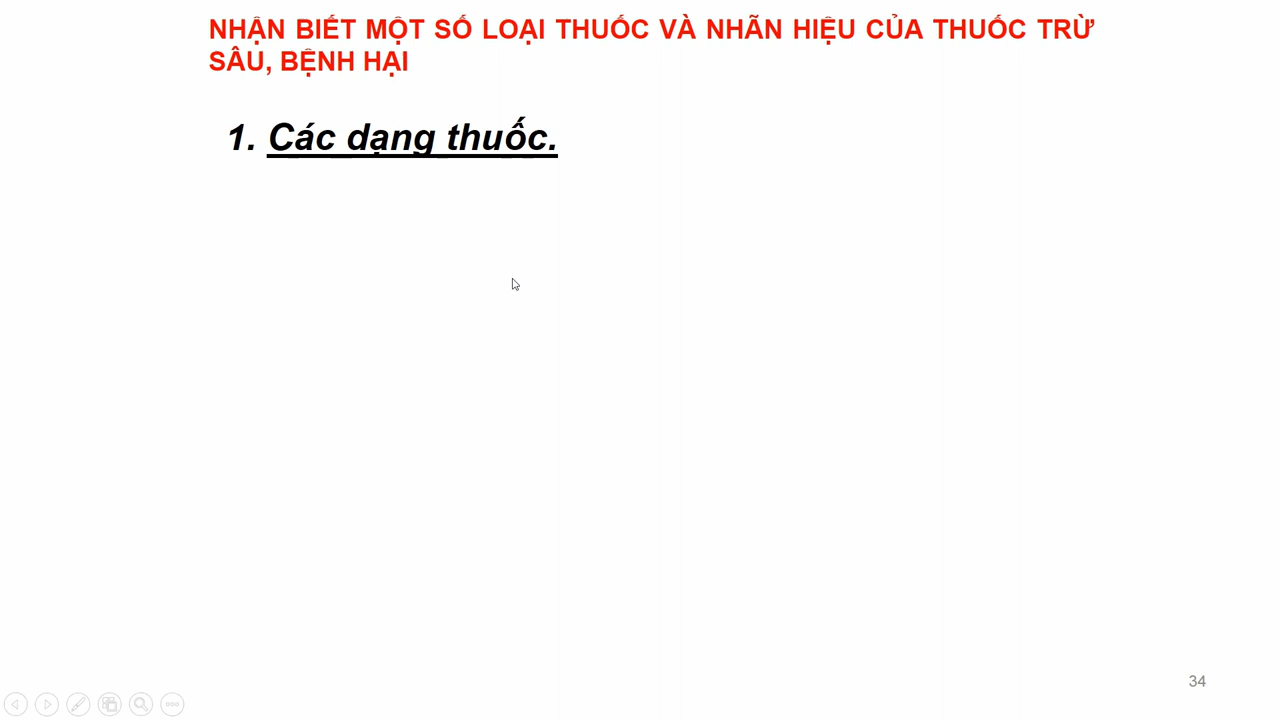 NHẬN BIẾT MỘT SỐ LOẠI THUỐC VÀ NHÃN HIỆU CỦA THUỐC TRỪ
SÂU, BỆNH HẠI
1. Các dạng thuốc.
34